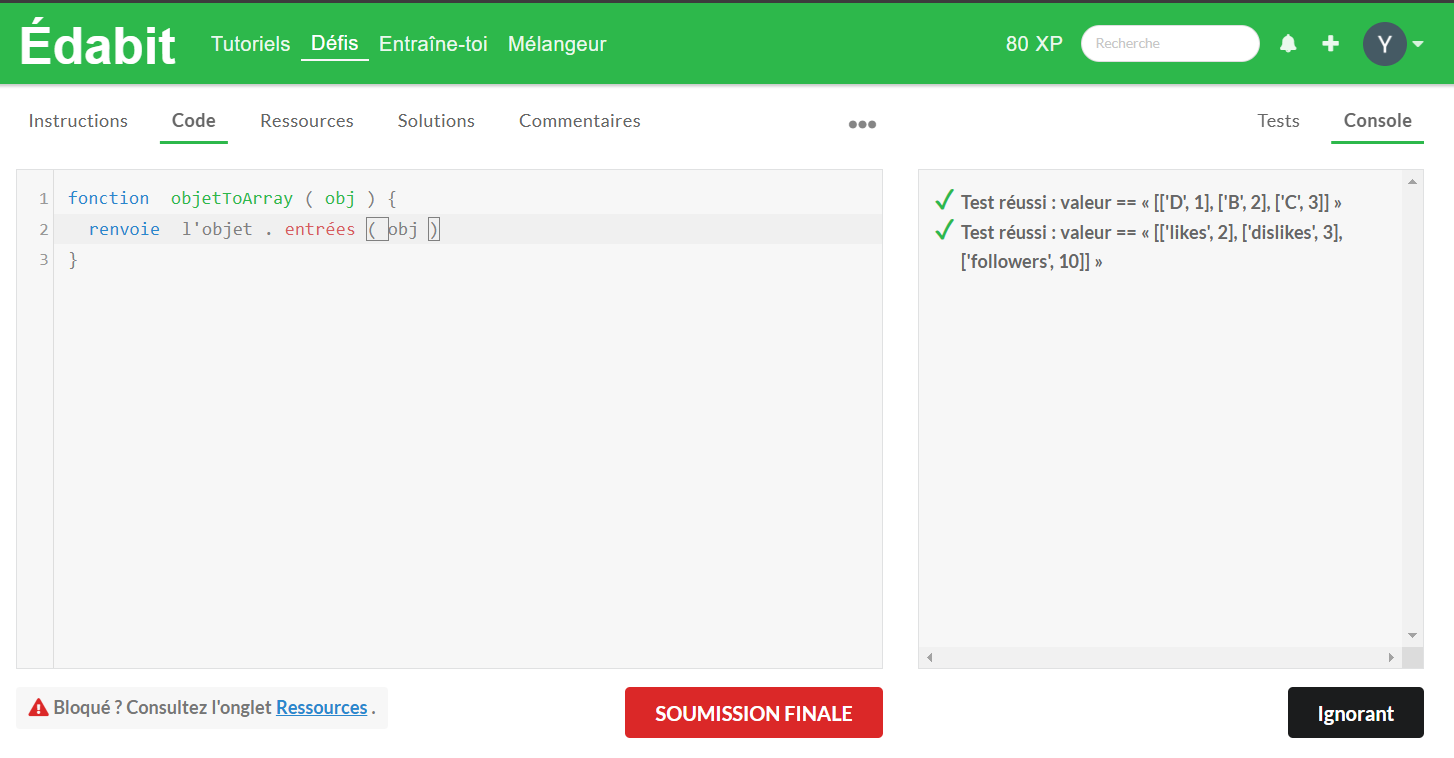 Édabit Tutoriels Défis Entraîne-toi Mélangeur 80 XP Recherche Y
Instructions Code Ressources Solutions Commentaires Tests Console
1 fonction objetToArray ( obj ) {
2 renvoie l'objet . entrées ( obj )
3 }
Test réussi : valeur == « [['D', 1], ['B', 2], ['C', 3]] »
Test réussi : valeur == « [['likes', 2], ['dislikes', 3],
['followers', 10]] »
Bloqué ? Consultez l'onglet Ressources .
SOUMISSION FINALE
Ignorant